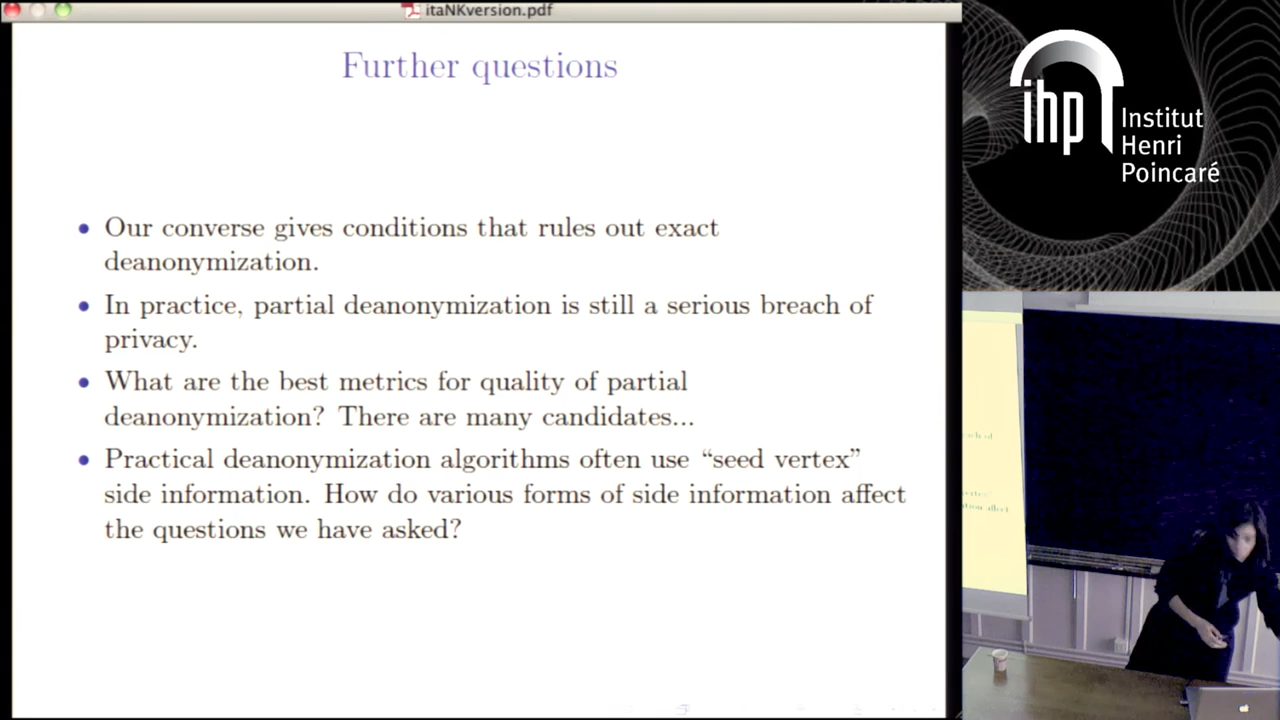 itaNKversion.pdf
Further questions
Our converse gives conditions that rules out exact
deanonymization.
In practice, partial deanonymization is still a serious breach of
privacy.
What are the best metrics for quality of partial
deanonymization? There are many candidates...
Practical deanonymization algorithms often use “seed vertex”
side information. How do various forms of side information affect
the questions we have asked?
ihp
Institut
Henri
Poincaré